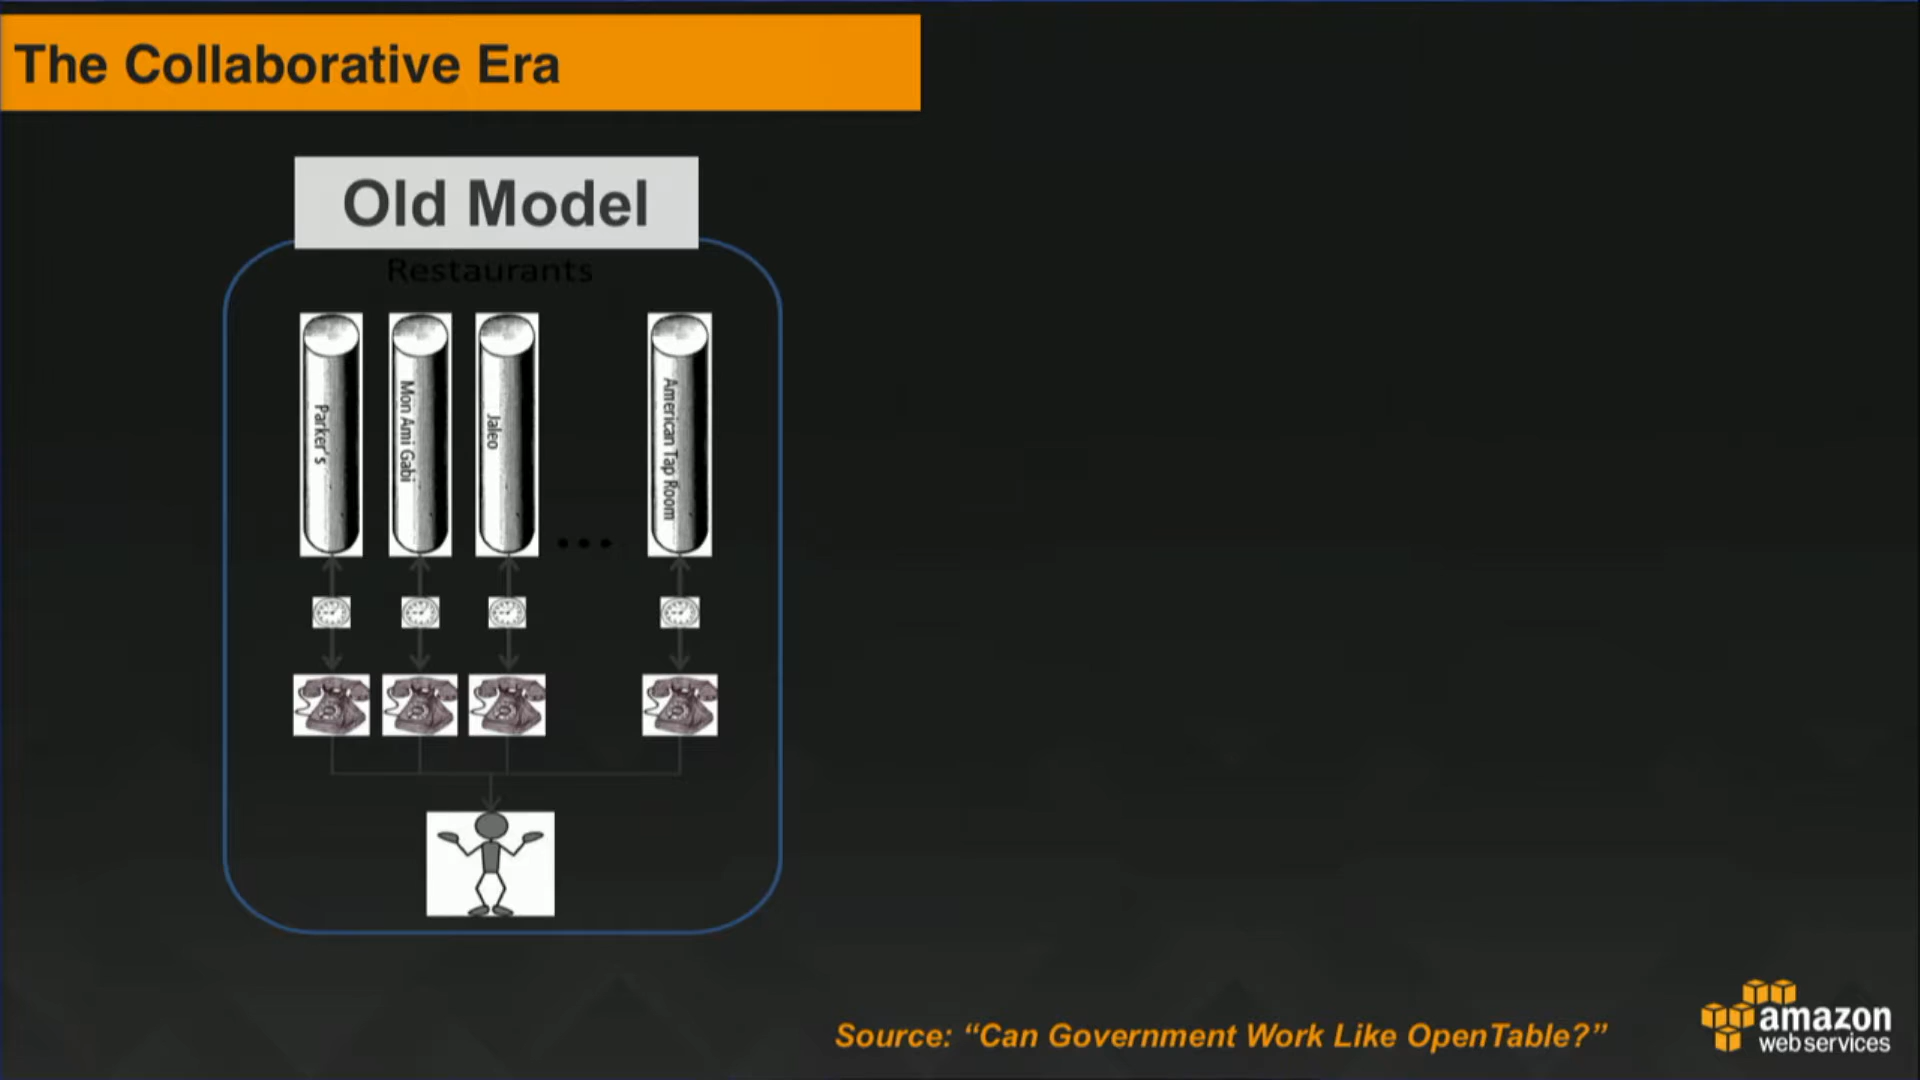 The Collaborative Era
Old Model
Restaurants
Parker's
Mon Ami Gabi
Jaleo
...
American Tap Room
Source: “Can Government Work Like OpenTable?”
amazon
web services